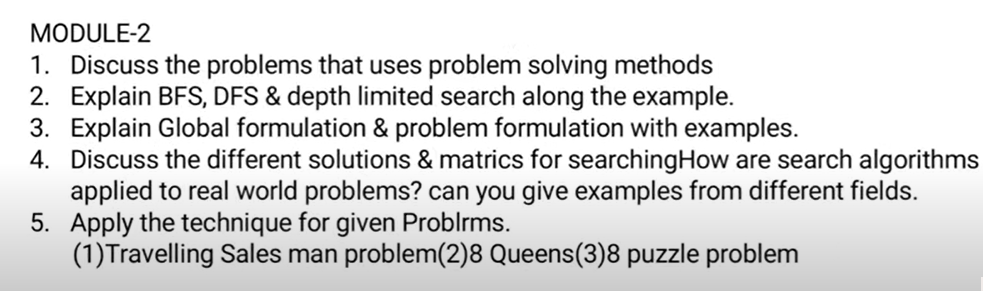 MODULE-2
1. Discuss the problems that uses problem solving methods
2. Explain BFS, DFS & depth limited search along the example.
3. Explain Global formulation & problem formulation with examples.
4. Discuss the different solutions & matrics for searchingHow are search algorithms
applied to real world problems? can you give examples from different fields.
5. Apply the technique for given Problrms.
(1)Travelling Sales man problem(2)8 Queens(3)8 puzzle problem